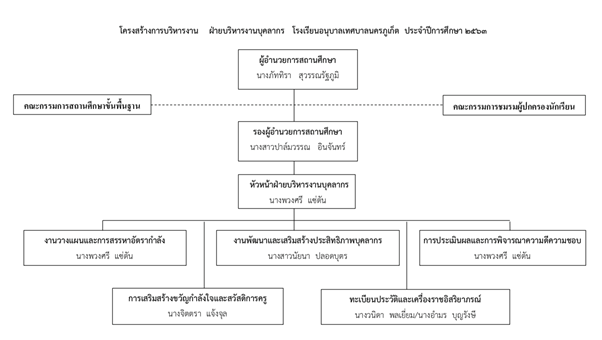 โครงสร้างการบริหารงาน ฝ่ายบริหารงานบุคลากร โรงเรียนอนุบาลเทศบาลนครภูเก็ต ประจำปีการศึกษา ๒๕๖๓
ผู้อำนวยการสถานศึกษา
นางภัททิรา สุวรรณรัฐภูมิ
คณะกรรมการสถานศึกษาขั้นพื้นฐาน
คณะกรรมการชมรมผู้ปกครองนักเรียน
รองผู้อำนวยการสถานศึกษา
นางสาวปาล์มวรรณ อินจันทร์
หัวหน้าฝ่ายบริหารงานบุคลากร
นางพวงศรี แซ่ตัน
งานวางแผนและการสรรหาอัตรากำลัง
นางพวงศรี แซ่ตัน
งานพัฒนาและเสริมสร้างประสิทธิภาพบุคลากร
นางสาวนัยนา ปลอดบุตร
การประเมินผลและการพิจารณาความดีความชอบ
นางพวงศรี แซ่ตัน
การเสริมสร้างขวัญกำลังใจและสวัสดิการครู
นางจิตตรา แจ้งจุล
ทะเบียนประวัติและเครื่องราชอิสริยาภรณ์
นางวนิดา พลเยี่ยม/นางอำมร บุญรังษี